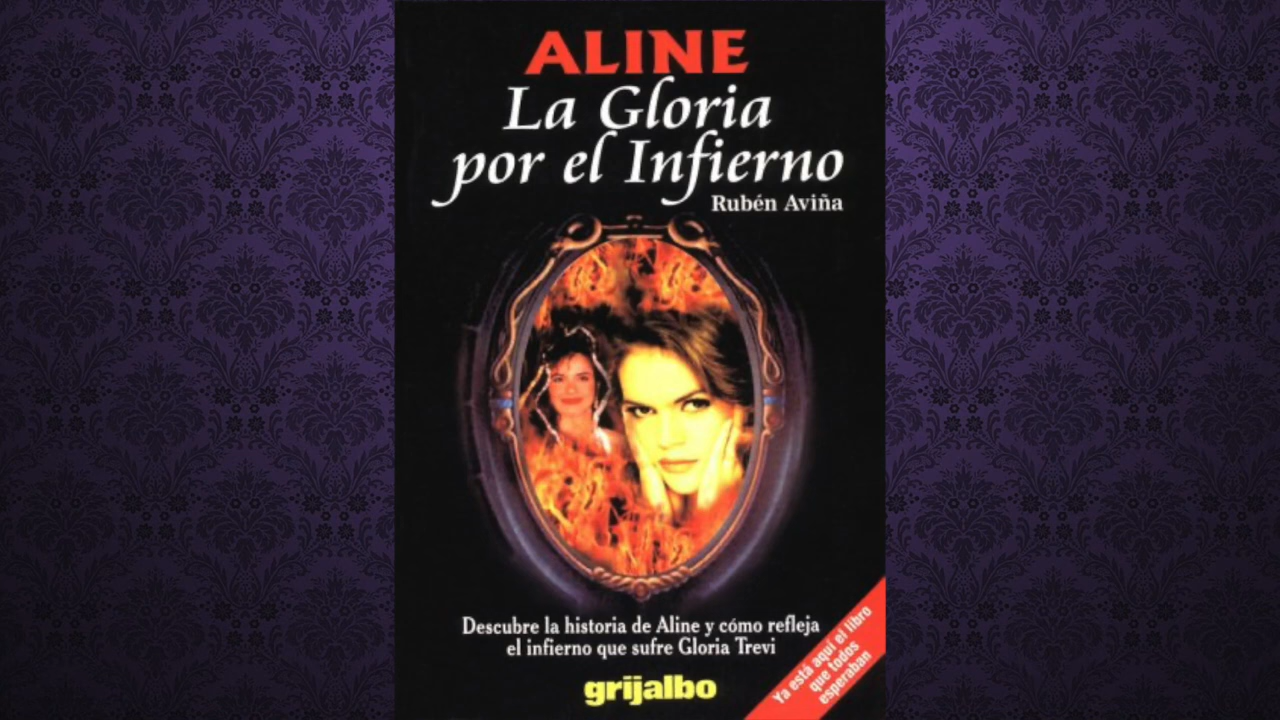 ALINE
La Gloria
por el Infierno
Rubén Aviña
Descubre la historia de Aline y cómo refleja
el infierno que sufre Gloria Trevi
grijalbo
Ya está aquí el libro
que todos
esperaban